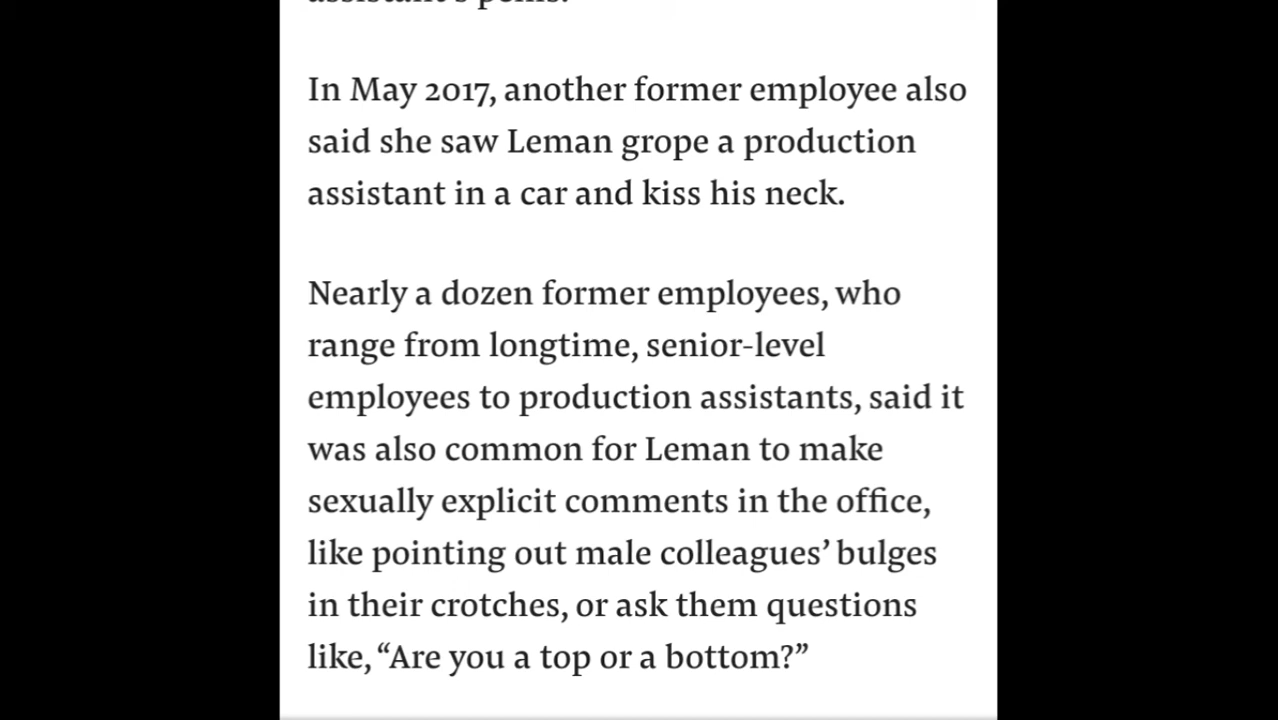 assistant's penis.
In May 2017, another former employee also
said she saw Leman grope a production
assistant in a car and kiss his neck.
Nearly a dozen former employees, who
range from longtime, senior-level
employees to production assistants, said it
was also common for Leman to make
sexually explicit comments in the office,
like pointing out male colleagues’ bulges
in their crotches, or ask them questions
like, “Are you a top or a bottom?”